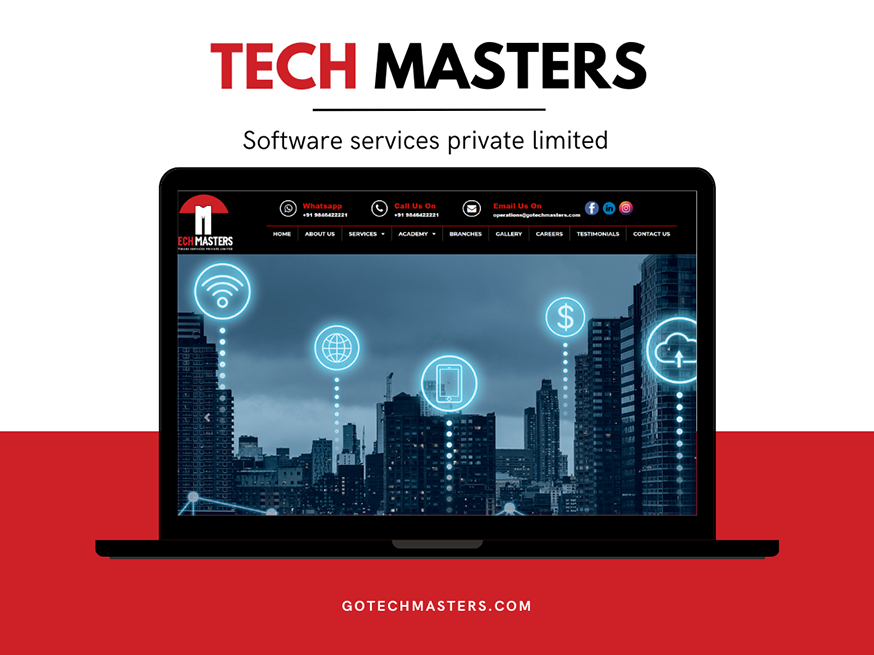 TECH MASTERS
Software services private limited
ECH MASTERS
Whatsapp
+91 9846422221
Call Us On
+91 9846422221
Email Us On
operations@gotechmasters.com
HOME ABOUT US SERVICES ACADEMY BRANCHES GALLERY CAREERS TESTIMONIALS CONTACT US
GOTECHMASTERS.COM